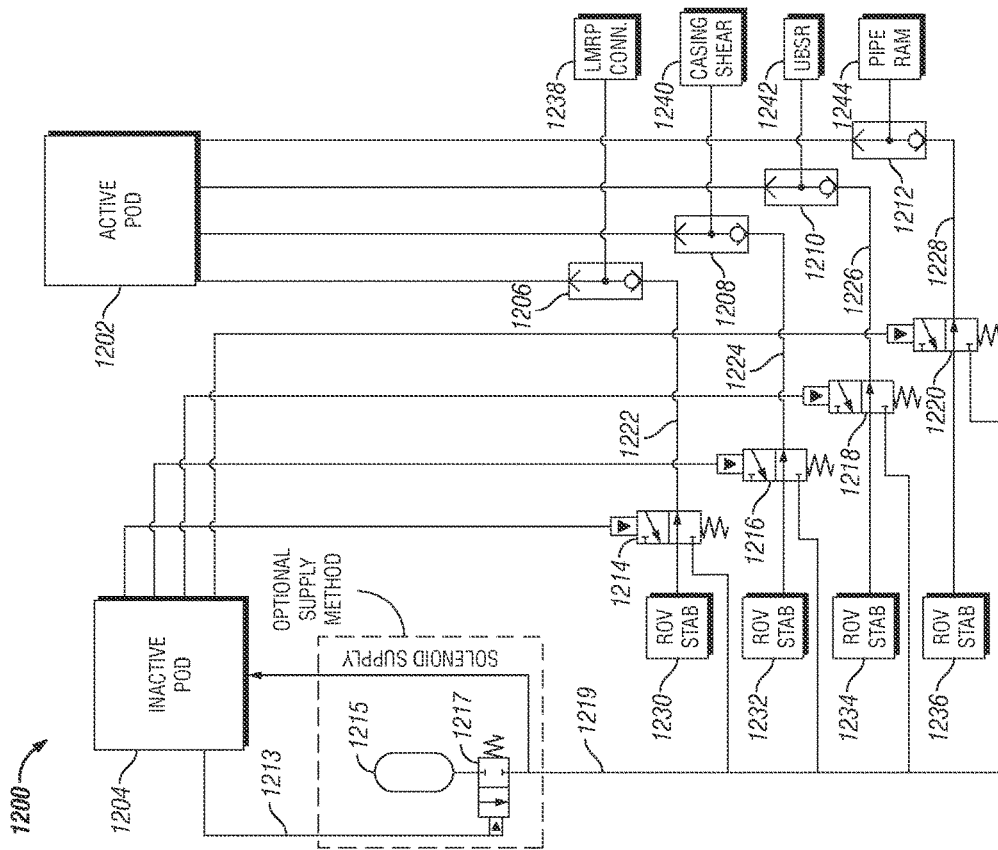 1200
1204
INACTIVE
POD
1202
ACTIVE
POD
1213
OPTIONAL
SUPPLY
METHOD
SOLENOID SUPPLY
1215
1217
1219
1206
1208
1210
1212
1238
LMRP
CONN.
1240
CASING
SHEAR
1242
UBSR
1244
PIPE
RAM
1214
1216
1218
1220
1222
1224
1226
1228
1230
ROV
STAB
1232
ROV
STAB
1234
ROV
STAB
1236
ROV
STAB